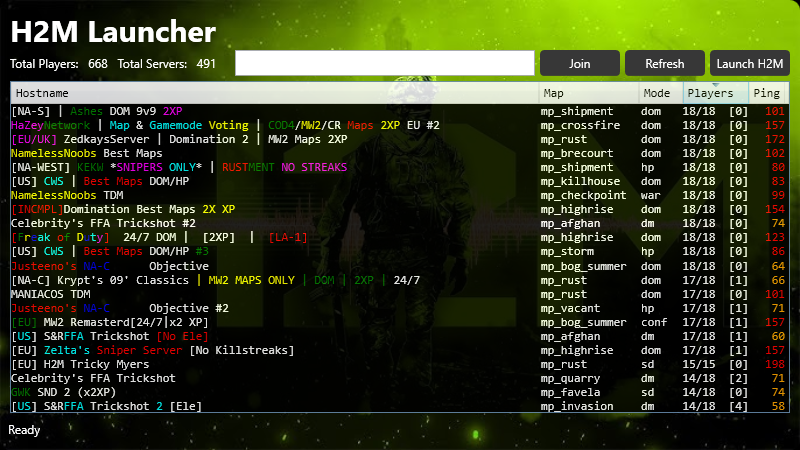 H2M Launcher
Total Players: 668 Total Servers: 491 Join Refresh Launch H2M
Hostname Map Mode Players Ping
[NA-S] | Ashes DOM 9v9 2XP mp_shipment dom 18/18 [0] 101
HaZeyNetwork | Map & Gamemode Voting | COD4/MW2/CR Maps 2XP EU #2 mp_crossfire dom 18/18 [0] 157
[EU/UK] ZedkaysServer | Domination 2 | MW2 Maps 2XP mp_rust dom 18/18 [0] 172
NamelessNoobs Best Maps mp_brecourt dom 18/18 [0] 102
[NA-WEST] KEKW *SNIPERS ONLY* | RUSTMENT NO STREAKS mp_shipment hp 18/18 [0] 80
[US] CWS | Best Maps DOM/HP mp_killhouse dom 18/18 [0] 83
NamelessNoobs TDM mp_checkpoint war 18/18 [0] 99
[INCMPL]Domination Best Maps 2X XP mp_highrise dom 18/18 [0] 154
Celebrity's FFA Trickshot #2 mp_afghan dm 18/18 [0] 74
[Freak of Duty] 24/7 DOM | [2XP] | [LA-1] mp_highrise dom 18/18 [0] 123
[US] CWS | Best Maps DOM/HP #3 mp_storm hp 18/18 [0] 86
Justeeno's NA-C Objective mp_bog_summer dom 18/18 [0] 64
[NA-C] Krypt's 09' Classics | MW2 MAPS ONLY | DOM | 2XP | 24/7 mp_rust dom 17/18 [1] 66
MANIACOS TDM mp_rust dom 17/18 [0] 101
Justeeno's NA-C Objective #2 mp_vacant hp 17/18 [1] 71
[EU] MW2 Remasterd[24/7|x2 XP] mp_bog_summer conf 17/18 [1] 157
[US] S&RFFA Trickshot [No Ele] mp_afghan dm 17/18 [1] 60
[EU] Zelta's Sniper Server [No Killstreaks] mp_highrise dom 17/18 [1] 157
[EU] H2M Tricky Myers mp_rust sd 15/15 [0] 198
Celebrity's FFA Trickshot mp_quarry dm 14/18 [2] 71
GWK SND 2 (x2XP) mp_favela sd 14/18 [0] 74
[US] S&RFFA Trickshot 2 [Ele] mp_invasion dm 14/18 [4] 58
Ready